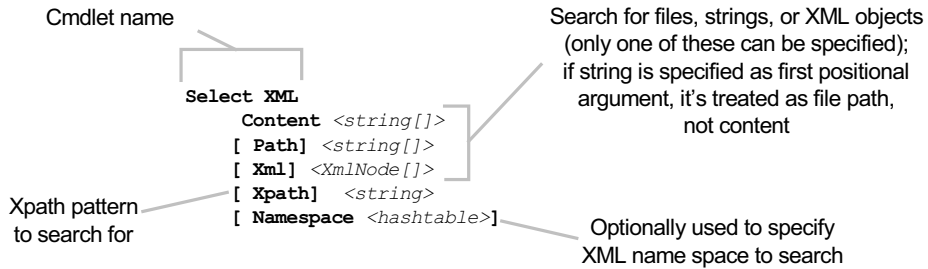 Cmdlet name
Search for files, strings, or XML objects
(only one of these can be specified);
if string is specified as first positional
argument, it's treated as file path,
not content
Select XML
Content <string[]>
[ Path] <string[]>
[ Xml] <XmlNode[]>
[ Xpath] <string>
[ Namespace <hashtable>]
Xpath pattern
to search for
Optionally used to specify
XML name space to search